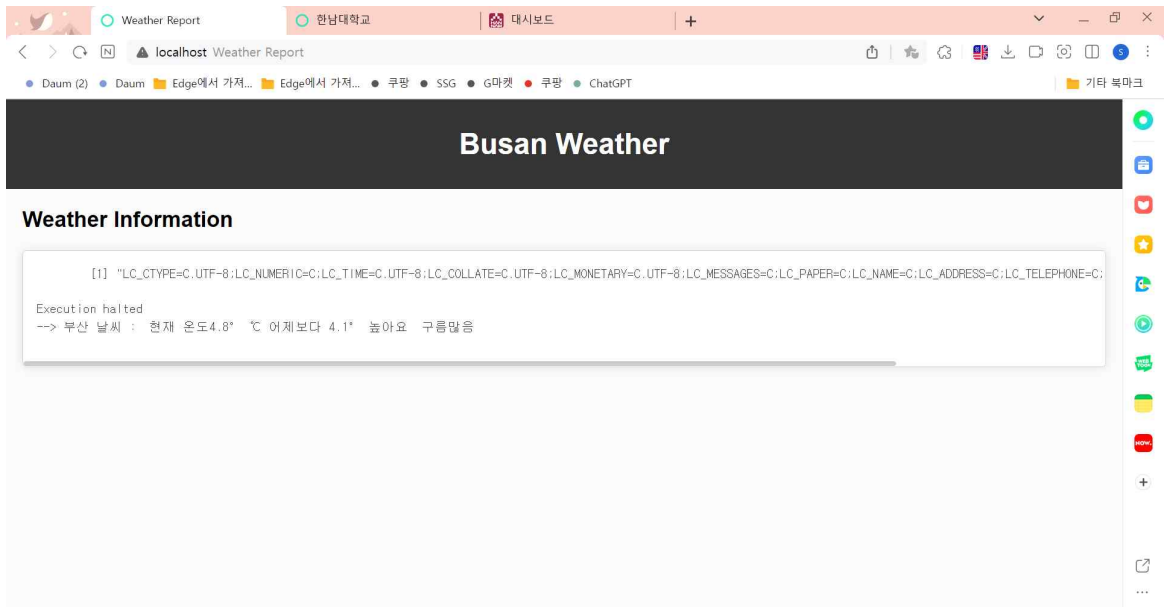 Weather Report
한남대학교
대시보드
localhost Weather Report
Daum (2) Daum Edge에서 가져... Edge에서 가져... 쿠팡 SSG G마켓 쿠팡 ChatGPT 기타 북마크
Busan Weather
Weather Information
[1] "LC_CTYPE=C.UTF-8;LC_NUMERIC=C;LC_TIME=C.UTF-8;LC_COLLATE=C.UTF-8;LC_MONETARY=C.UTF-8;LC_MESSAGES=C;LC_PAPER=C;LC_NAME=C;LC_ADDRESS=C;LC_TELEPHONE=C;
Execution halted
--> 부산 날씨 : 현재 온도4.8° ℃ 어제보다 4.1° 높아요 구름많음
N
S
WEB
TOON
NOW.